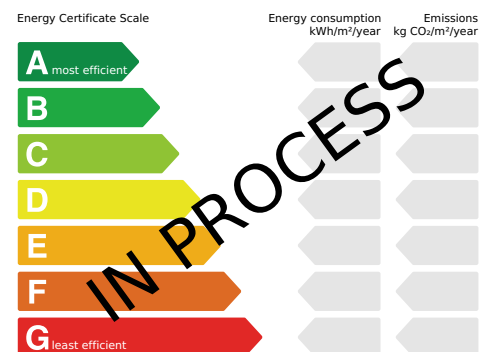 Energy Certificate Scale
Energy consumption
kWh/m²/year
Emissions
kg CO₂/m²/year
A most efficient
B
C
D
E
F
G least efficient
IN PROCESS